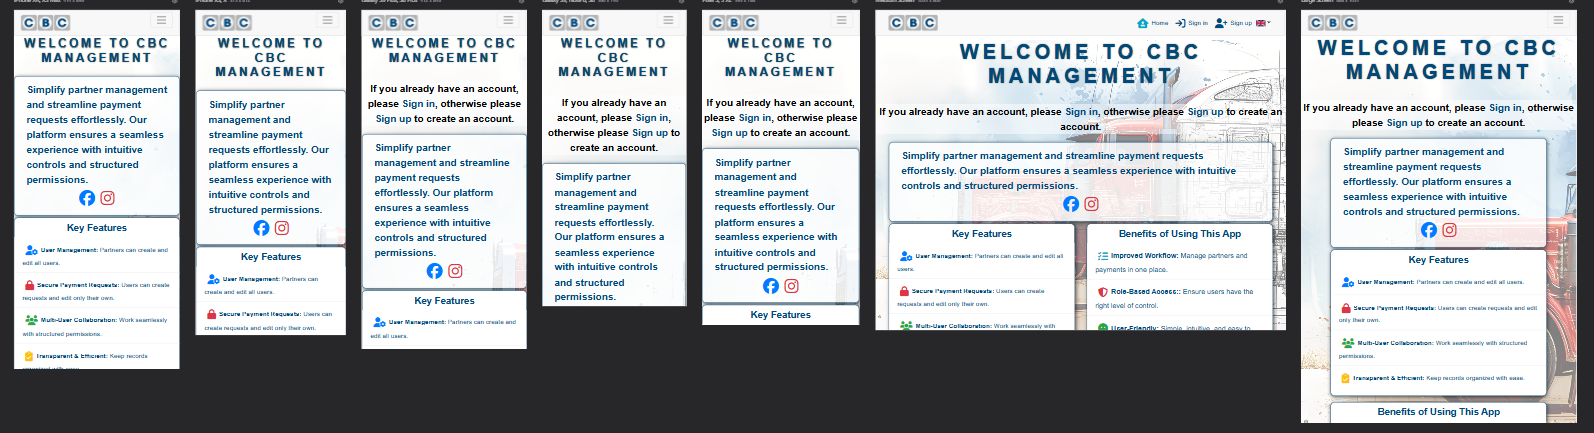 CBC
WELCOME TO CBC
MANAGEMENT
Simplify partner management
and streamline payment
requests effortlessly. Our
platform ensures a seamless
experience with intuitive
controls and structured
permissions.
Key Features
User Management: Partners can create and
edit all users.
Secure Payment Requests: Users can create
requests and edit only their own.
Multi-User Collaboration: Work seamlessly
with structured permissions.
Transparent & Efficient: Keep records
CBC
WELCOME TO
CBC
MANAGEMENT
Simplify partner
management and
streamline payment
requests effortlessly. Our
platform ensures a
seamless experience with
intuitive controls and
structured permissions.
Key Features
User Management: Partners can
create and edit all users.
Secure Payment Requests: Users can
create requests and edit only their own.
CBC
WELCOME TO
CBC
MANAGEMENT
If you already have an account,
please Sign in, otherwise please
Sign up to create an account.
Simplify partner
management and streamline
payment requests
effortlessly. Our platform
ensures a seamless
experience with intuitive
controls and structured
permissions.
Key Features
User Management: Partners can create and
edit all users.
CBC
WELCOME TO
CBC
MANAGEMENT
If you already have an
account, please Sign in,
otherwise please Sign up to
create an account.
Simplify partner
management and
streamline payment
requests effortlessly.
Our platform ensures a
seamless experience
with intuitive controls
and structured
permissions.
CBC
WELCOME TO
CBC
MANAGEMENT
If you already have an account,
please Sign in, otherwise please
Sign up to create an account.
Simplify partner
management and
streamline payment
requests effortlessly. Our
platform ensures a
seamless experience with
intuitive controls and
structured permissions.
Key Features
CBC
Home Sign in Sign up
WELCOME TO CBC
MANAGEMENT
If you already have an account, please Sign in, otherwise please Sign up to create an
account.
Simplify partner management and streamline payment requests
effortlessly. Our platform ensures a seamless experience with intuitive
controls and structured permissions.
Key Features
User Management: Partners can create and edit all
users.
Secure Payment Requests: Users can create
requests and edit only their own.
Multi-User Collaboration: Work seamlessly with
Benefits of Using This App
Improved Workflow: Manage partners and
payments in one place.
Role-Based Access:: Ensure users have the
right level of control.
User-Friendly: Simple, intuitive, and easy to
CBC
WELCOME TO CBC
MANAGEMENT
If you already have an account, please Sign in, otherwise
please Sign up to create an account.
Simplify partner management and
streamline payment requests
effortlessly. Our platform ensures a
seamless experience with intuitive
controls and structured permissions.
Key Features
User Management: Partners can create and edit all users.
Secure Payment Requests: Users can create requests and edit
only their own.
Multi-User Collaboration: Work seamlessly with structured
permissions.
Transparent & Efficient: Keep records organized with ease.
Benefits of Using This App